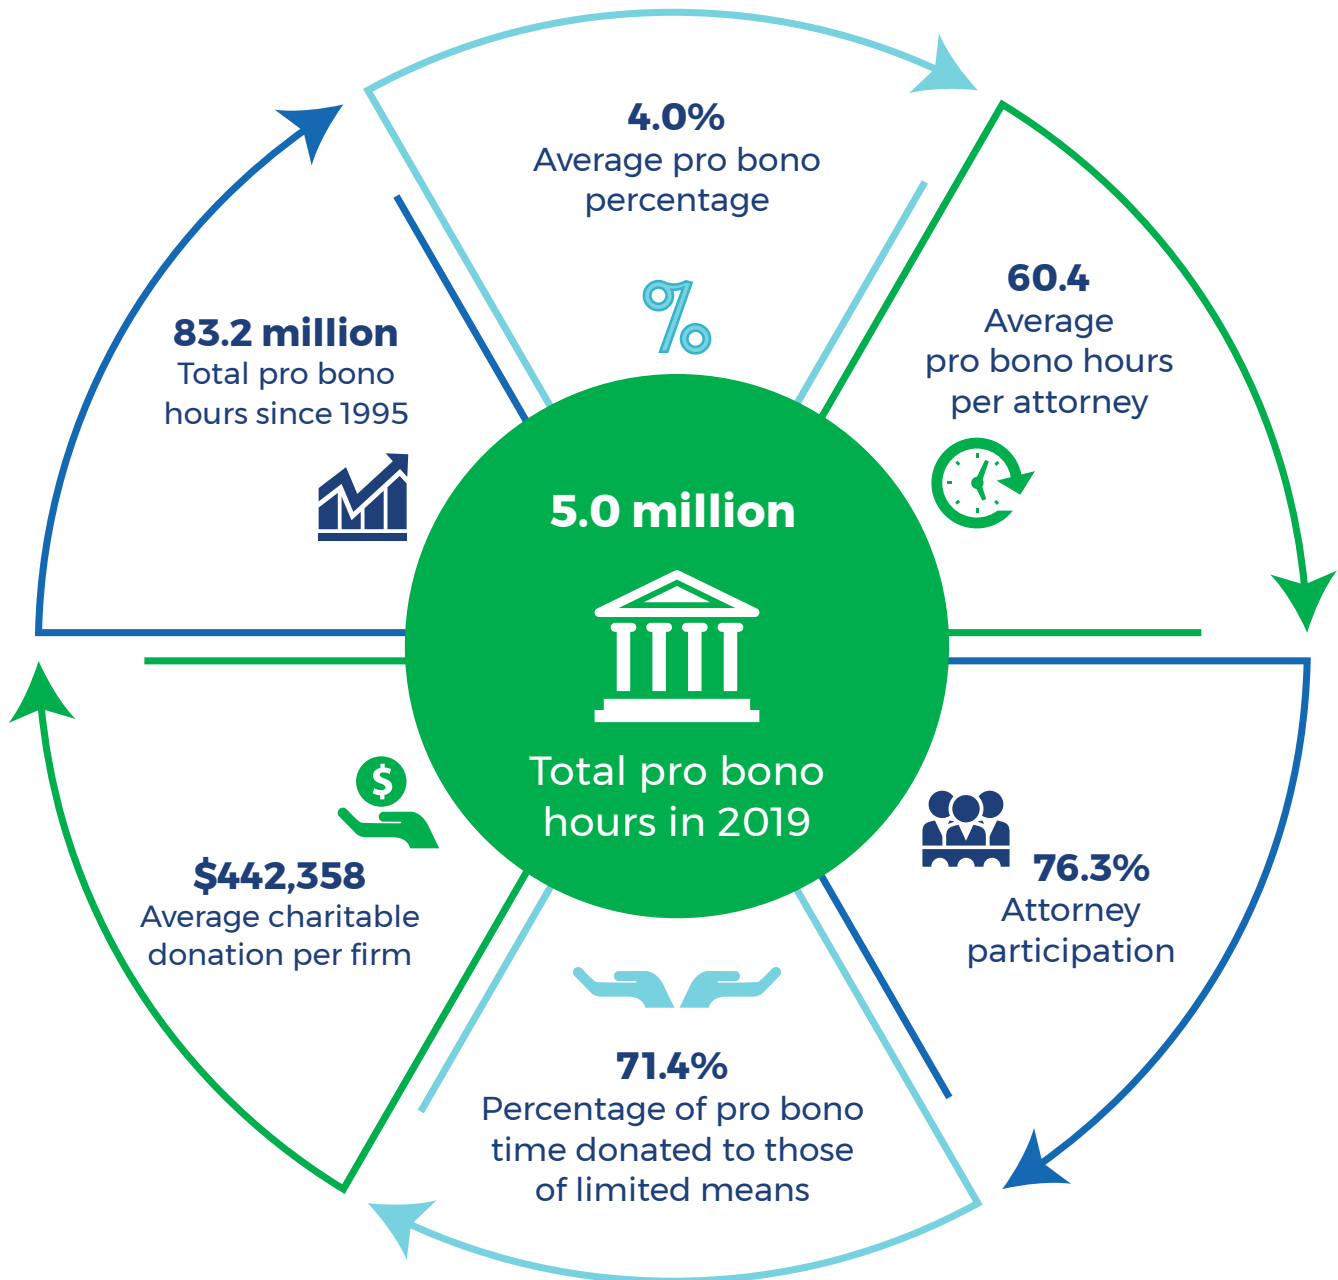 4.0%
Average pro bono
percentage
60.4
Average
pro bono hours
per attorney
83.2 million
Total pro bono
hours since 1995
5.0 million
Total pro bono
hours in 2019
$
$442,358
Average charitable
donation per firm
76.3%
Attorney
participation
71.4%
Percentage of pro bono
time donated to those
of limited means
%